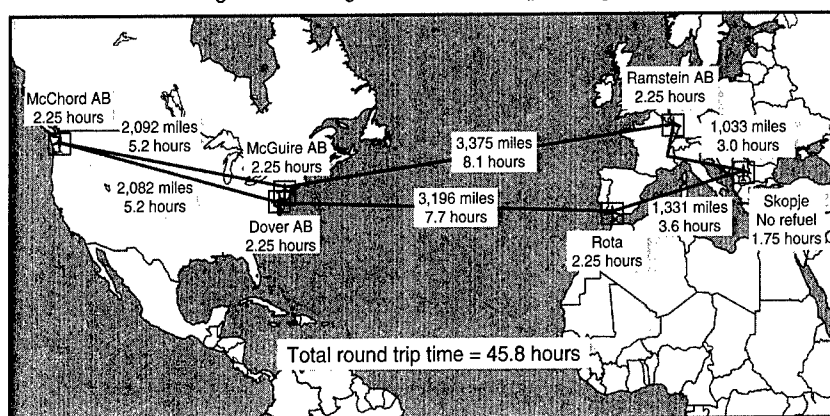 McChord AB
2.25 hours
2,092 miles
5.2 hours
McGuire AB
2.25 hours
3,375 miles
8.1 hours
Ramstein AB
2.25 hours
1,033 miles
3.0 hours
2,082 miles
5.2 hours
Dover AB
2.25 hours
3,196 miles
7.7 hours
Rota
2.25 hours
1,331 miles
3.6 hours
Skopje
No refuel
1.75 hours
Total round trip time = 45.8 hours